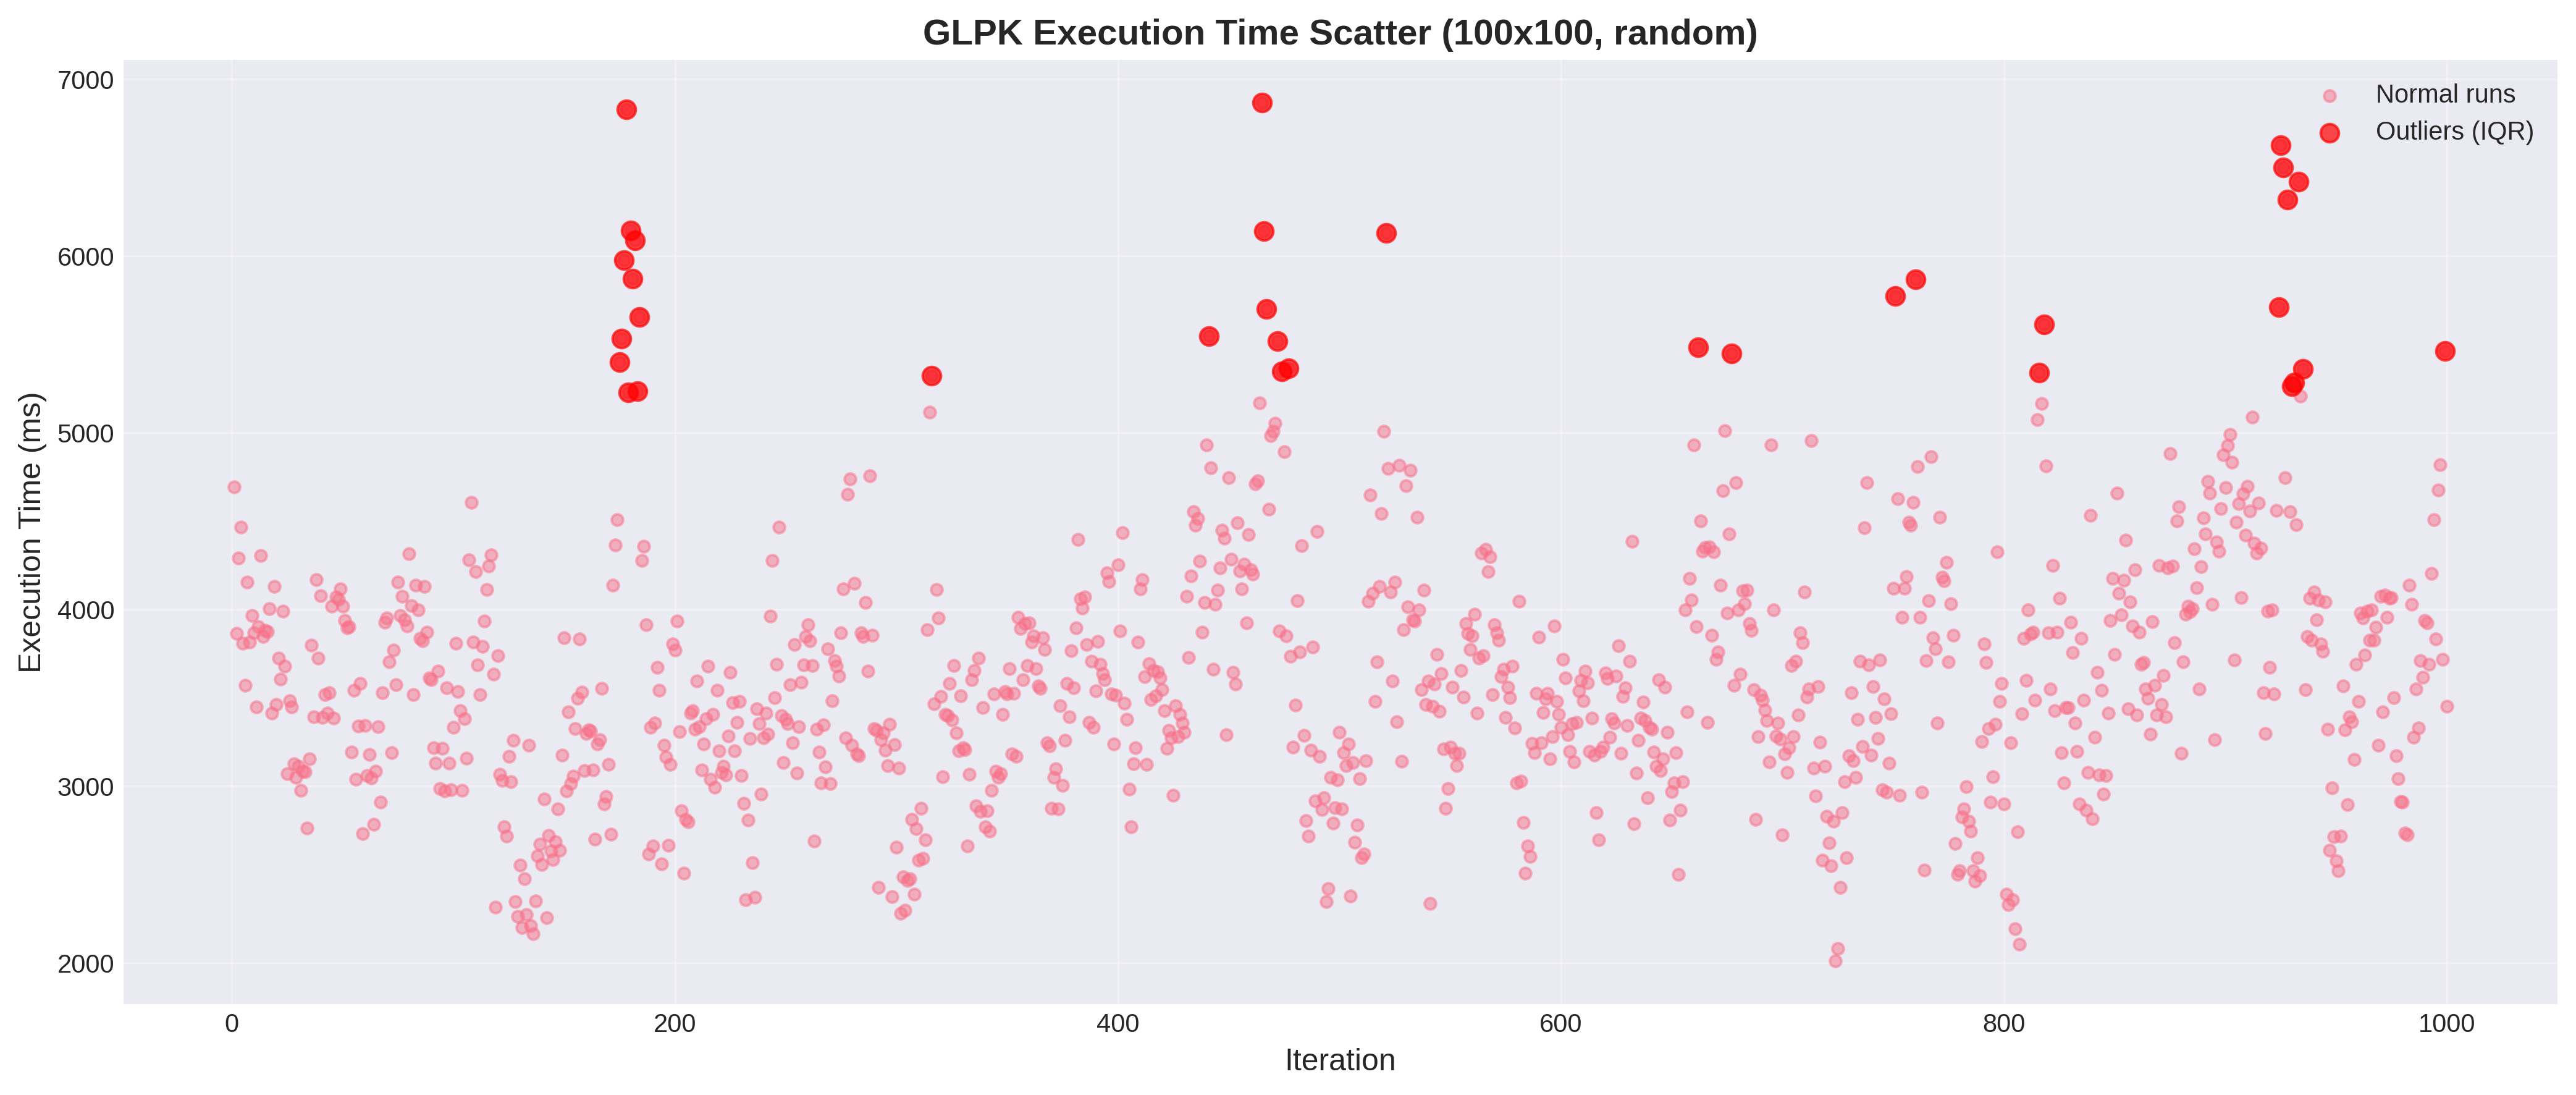 GLPK Execution Time Scatter (100x100, random)
Normal runs
Outliers (IQR)
Execution Time (ms)
7000
6000
5000
4000
3000
2000
0 200 400 600 800 1000
Iteration